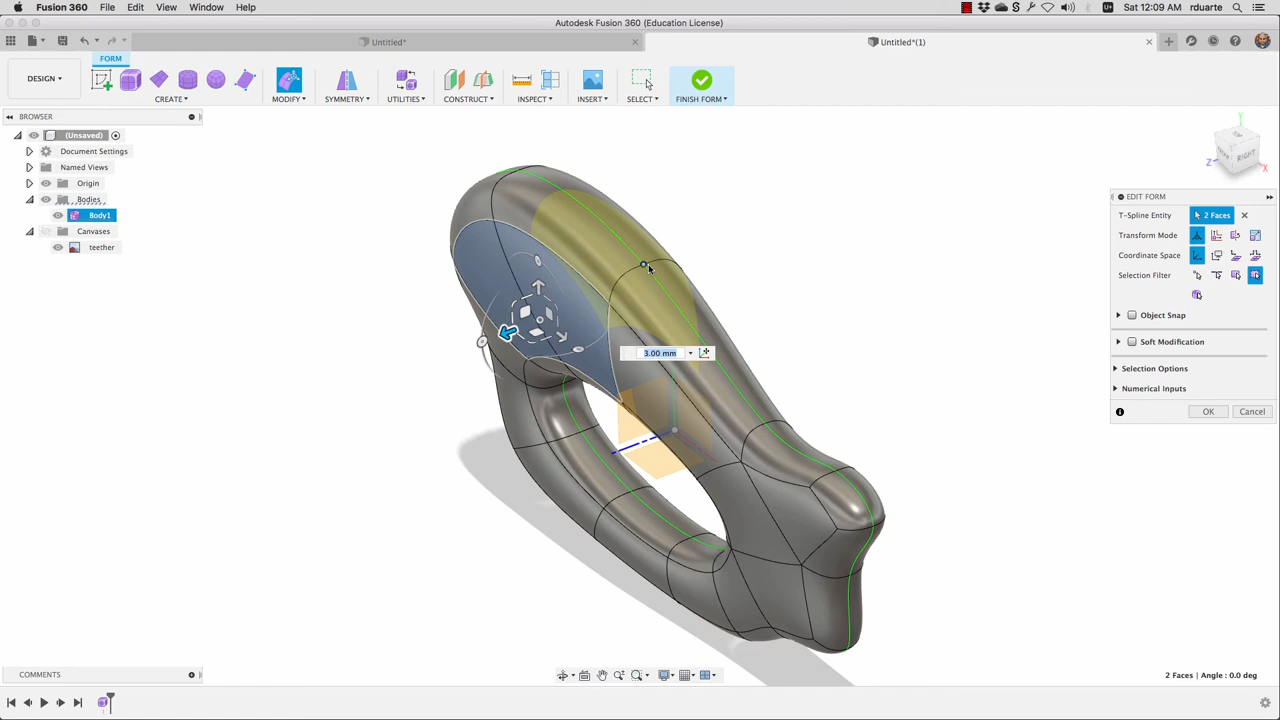 Fusion 360 File Edit View Window Help Sat 12:09 AM rduarte
Autodesk Fusion 360 (Education License)
Untitled* Untitled*(1)
FORM
DESIGN
CREATE MODIFY SYMMETRY UTILITIES CONSTRUCT INSPECT INSERT SELECT FINISH FORM
BROWSER
(Unsaved)
Document Settings
Named Views
Origin
Bodies
Body1
Canvases
teether
Y
Z
X
RIGHT
EDIT FORM
T-Spline Entity 2 Faces
Transform Mode
Coordinate Space
Selection Filter
Object Snap
Soft Modification
Selection Options
Numerical Inputs
OK Cancel
3.00 mm
COMMENTS
2 Faces | Angle : 0.0 deg